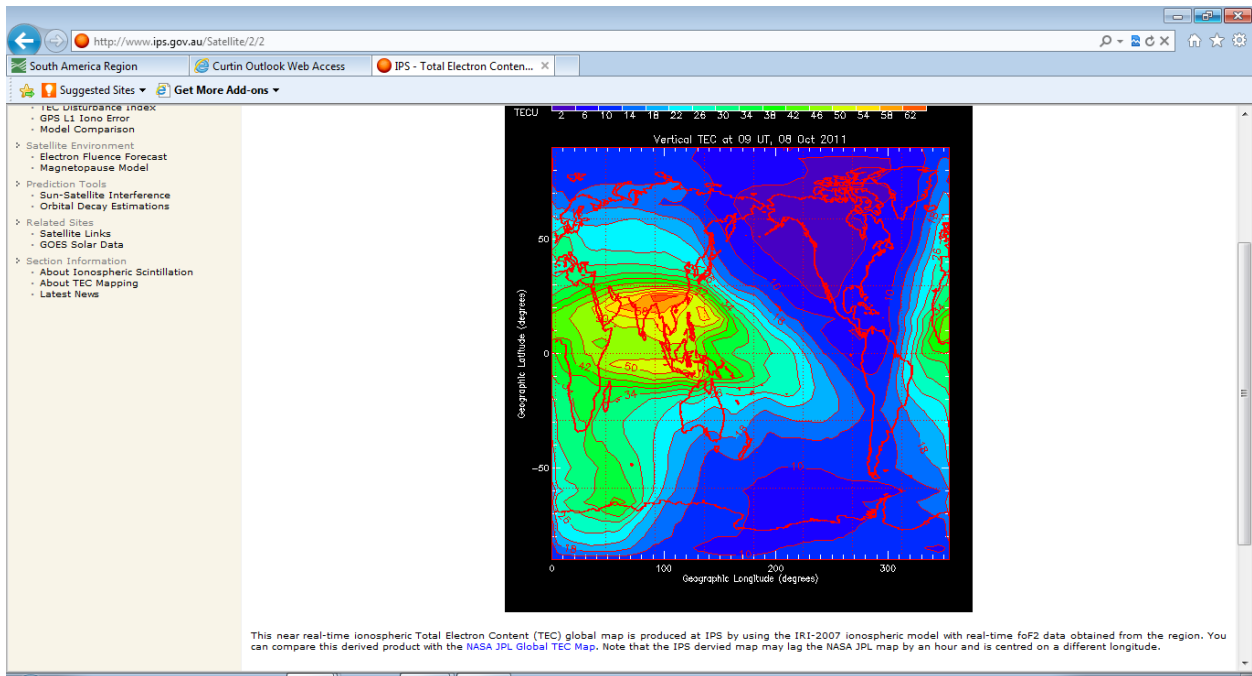 http://www.ips.gov.au/Satellite/2/2
South America Region
Curtin Outlook Web Access
IPS - Total Electron Conten...
Suggested Sites
Get More Add-ons
TEC Disturbance Index
GPS L1 Iono Error
Model Comparison
Satellite Environment
Electron Fluence Forecast
Magnetopause Model
Prediction Tools
Sun-Satellite Interference
Orbital Decay Estimations
Related Sites
Satellite Links
GOES Solar Data
Section Information
About Ionospheric Scintillation
About TEC Mapping
Latest News
TECU 2 6 10 14 18 22 26 30 34 38 42 46 50 54 58 62
Vertical TEC at 09 UT, 08 Oct 2011
Geographic Latitude (degrees)
50
0
-50
58
50
42
34
26
18
10
0 100 200 300
Geographic Longitude (degrees)
This near real-time ionospheric Total Electron Content (TEC) global map is produced at IPS by using the IRI-2007 ionospheric model with real-time foF2 data obtained from the region. You
can compare this derived product with the NASA JPL Global TEC Map. Note that the IPS dervied map may lag the NASA JPL map by an hour and is centred on a different longitude.